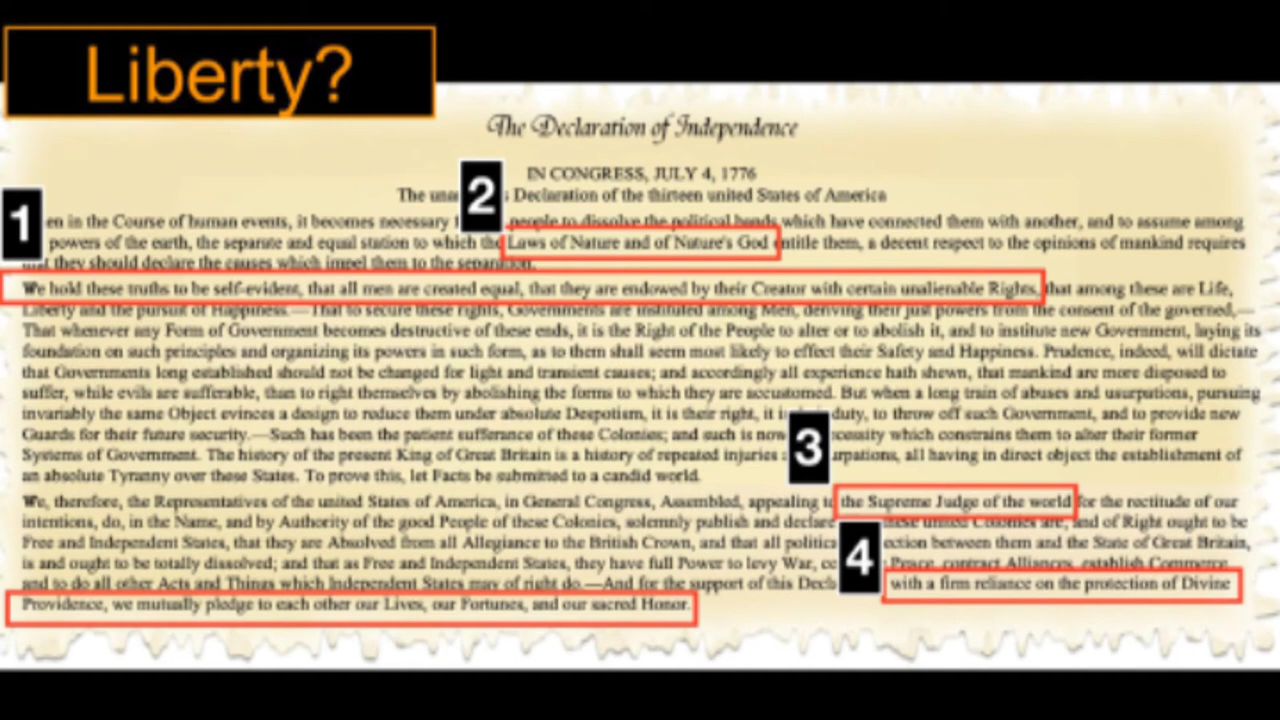 Liberty?
The Declaration of Independence
IN CONGRESS, JULY 4, 1776
2
The Declaration of the thirteen united States of America
1
in the Course of human events, it becomes necessary people to dissolve the political bands which have connected them with another, and to assume among
powers of the earth, the separate and equal station to which the Laws of Nature and of Nature's God entitle them, a decent respect to the opinions of mankind requires
that they should declare the causes which impel them to the separation.
We hold these truths to be self-evident, that all men are created equal, that they are endowed by their Creator with certain unalienable Rights, that among these are Life,
Liberty and the pursuit of Happiness.—That to secure these rights, Governments are instituted among Men, deriving their just powers from the consent of the governed,—
That whenever any Form of Government becomes destructive of these ends, it is the Right of the People to alter or to abolish it, and to institute new Government, laying its
foundation on such principles and organizing its powers in such form, as to them shall seem most likely to effect their Safety and Happiness. Prudence, indeed, will dictate
that Governments long established should not be changed for light and transient causes; and accordingly all experience hath shewn, that mankind are more disposed to
suffer, while evils are sufferable, than to right themselves by abolishing the forms to which they are accustomed. But when a long train of abuses and usurpations, pursuing
invariably the same Object evinces a design to reduce them under absolute Despotism, it is their right, it is duty, to throw off such Government, and to provide new
Guards for their future security.—Such has been the patient sufferance of these Colonies; and such is now which constrains them to alter their former
3
Systems of Government. The history of the present King of Great Britain is a history of repeated injuries all having in direct object the establishment of
an absolute Tyranny over these States. To prove this, let Facts be submitted to a candid world.
We, therefore, the Representatives of the united States of America, in General Congress, Assembled, appealing to the Supreme Judge of the world for the rectitude of our
intentions, do, in the Name, and by Authority of the good People of these Colonies, solemnly publish and declare these united Colonies are, and of Right ought to be
Free and Independent States, that they are Absolved from all Allegiance to the British Crown, and that all between them and the State of Great Britain,
4
is and ought to be totally dissolved; and that as Free and Independent States, they have full Power to levy War, Peace, contract Alliances, establish Commerce
and to do all other Acts and Things which Independent States may of right do.—And for the support of this with a firm reliance on the protection of Divine
Providence, we mutually pledge to each other our Lives, our Fortunes, and our sacred Honor.